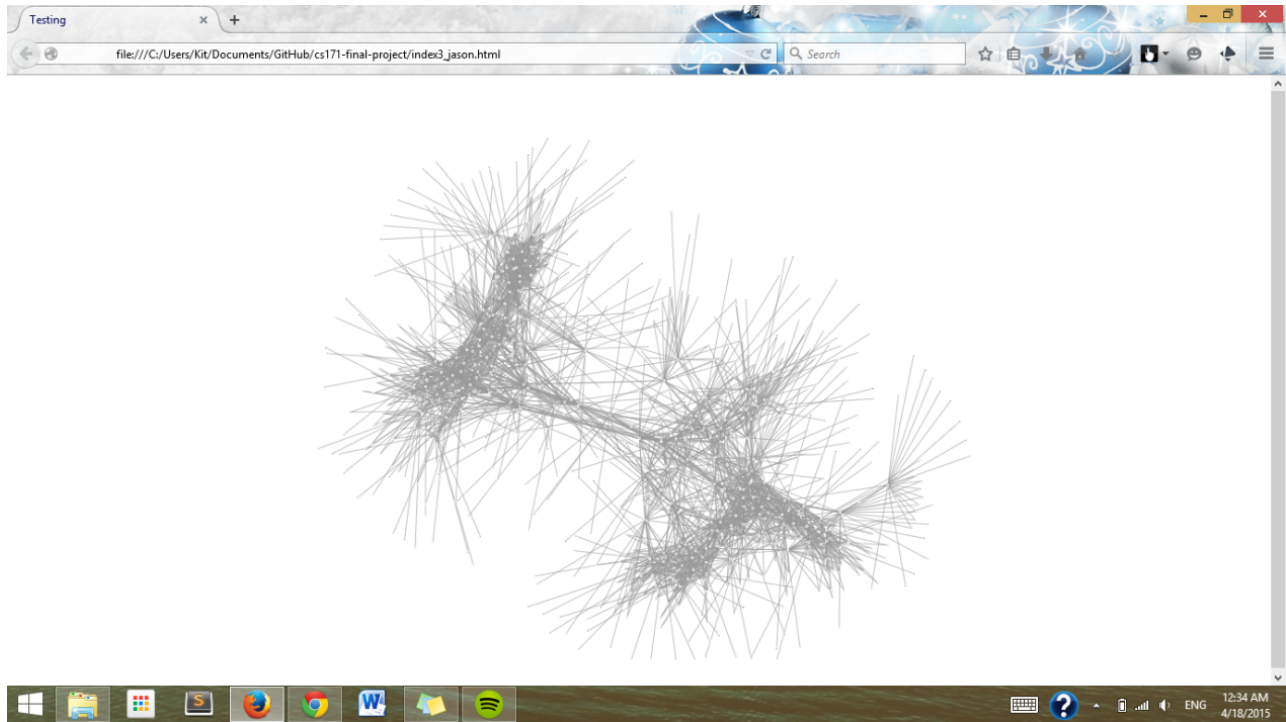 Testing
file:///C:/Users/Kit/Documents/GitHub/cs171-final-project/index3_jason.html
Search
ENG
12:34 AM
4/18/2015